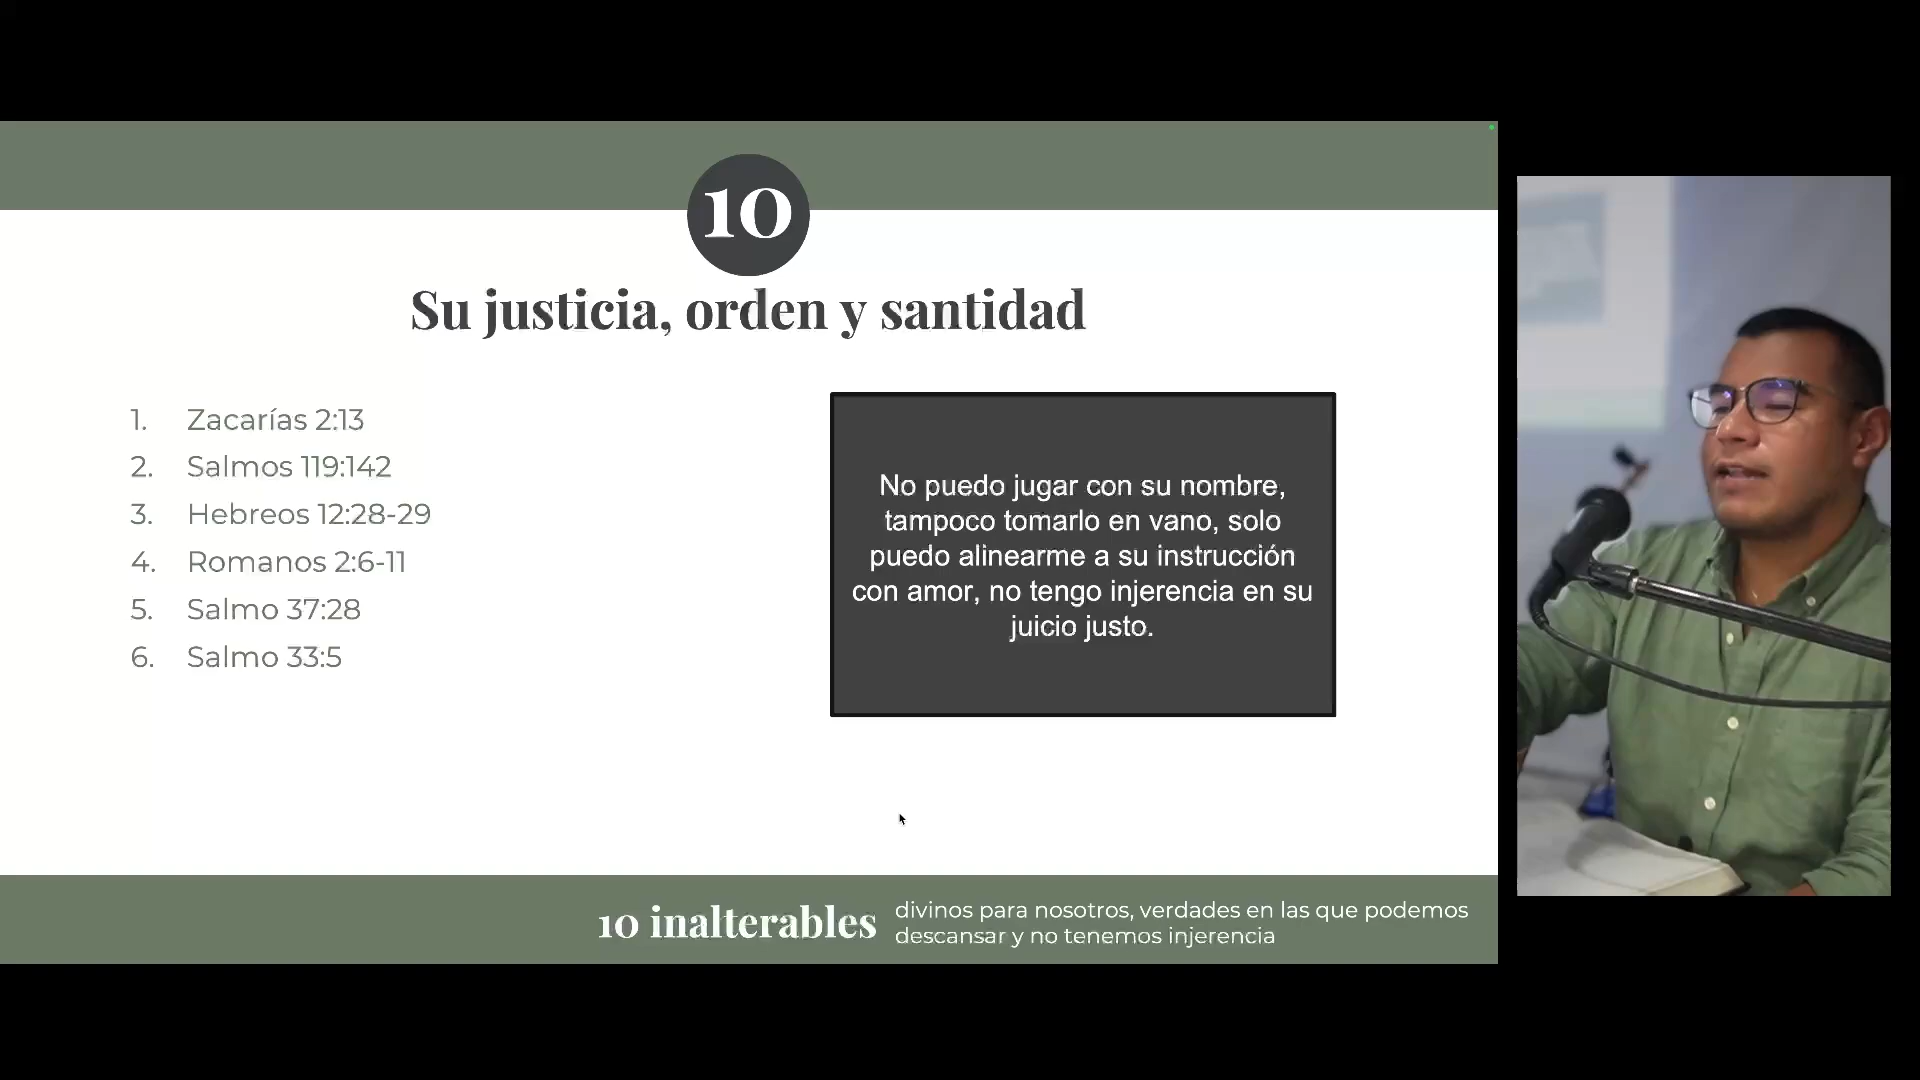 10
Su justicia, orden y santidad
1. Zacarías 2:13
2. Salmos 119:142
3. Hebreos 12:28-29
4. Romanos 2:6-11
5. Salmo 37:28
6. Salmo 33:5
No puedo jugar con su nombre,
tampoco tomarlo en vano, solo
puedo alinearme a su instrucción
con amor, no tengo injerencia en su
juicio justo.
10 inalterables
divinos para nosotros, verdades en las que podemos
descansar y no tenemos injerencia